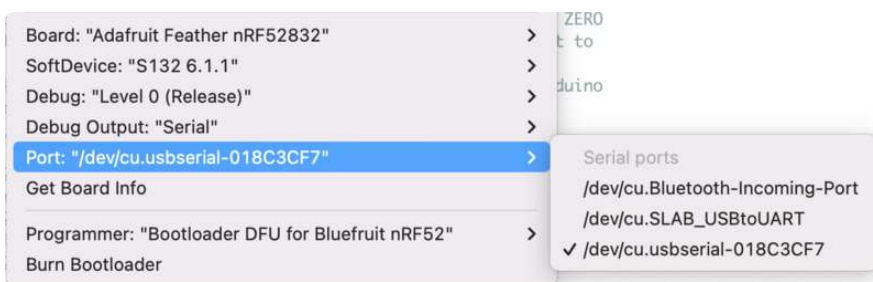 Board: "Adafruit Feather nRF52832" >
SoftDevice: "S132 6.1.1" >
Debug: "Level 0 (Release)" >
Debug Output: "Serial" >
Port: "/dev/cu.usbserial-018C3CF7" >
Get Board Info
Programmer: "Bootloader DFU for Bluefruit nRF52" >
Burn Bootloader
ZERO
t to
duino
Serial ports
/dev/cu.Bluetooth-Incoming-Port
/dev/cu.SLAB_USBtoUART
✓ /dev/cu.usbserial-018C3CF7